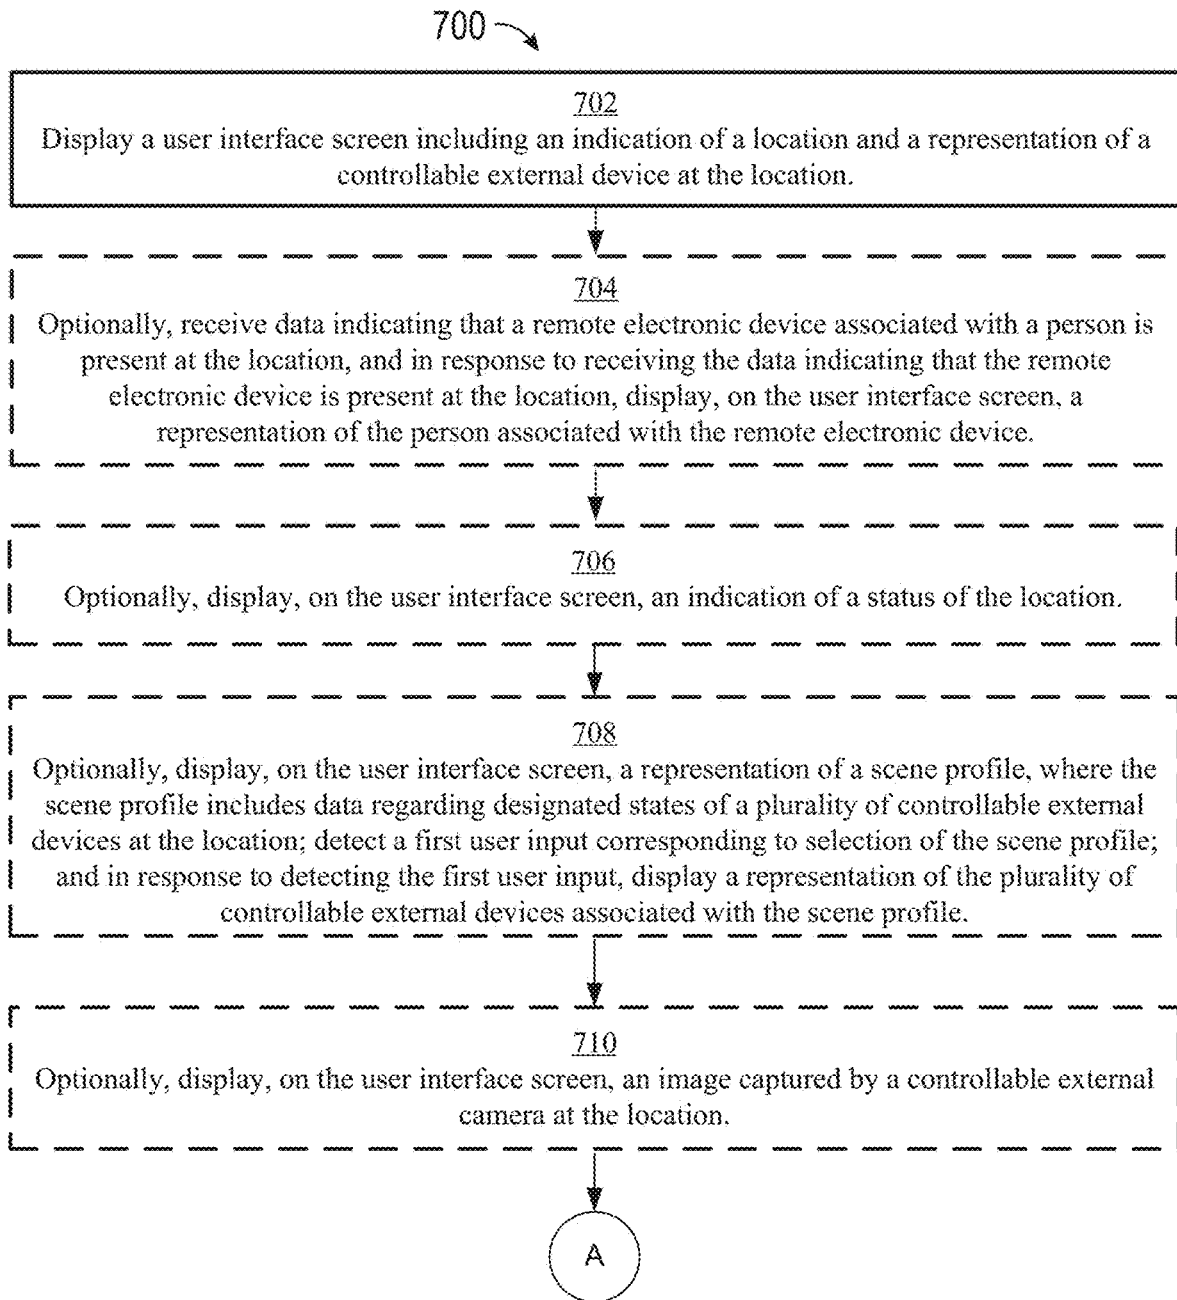 700
702
Display a user interface screen including an indication of a location and a representation of a
controllable external device at the location.
704
Optionally, receive data indicating that a remote electronic device associated with a person is
present at the location, and in response to receiving the data indicating that the remote
electronic device is present at the location, display, on the user interface screen, a
representation of the person associated with the remote electronic device.
706
Optionally, display, on the user interface screen, an indication of a status of the location.
708
Optionally, display, on the user interface screen, a representation of a scene profile, where the
scene profile includes data regarding designated states of a plurality of controllable external
devices at the location; detect a first user input corresponding to selection of the scene profile;
and in response to detecting the first user input, display a representation of the plurality of
controllable external devices associated with the scene profile.
710
Optionally, display, on the user interface screen, an image captured by a controllable external
camera at the location.
A